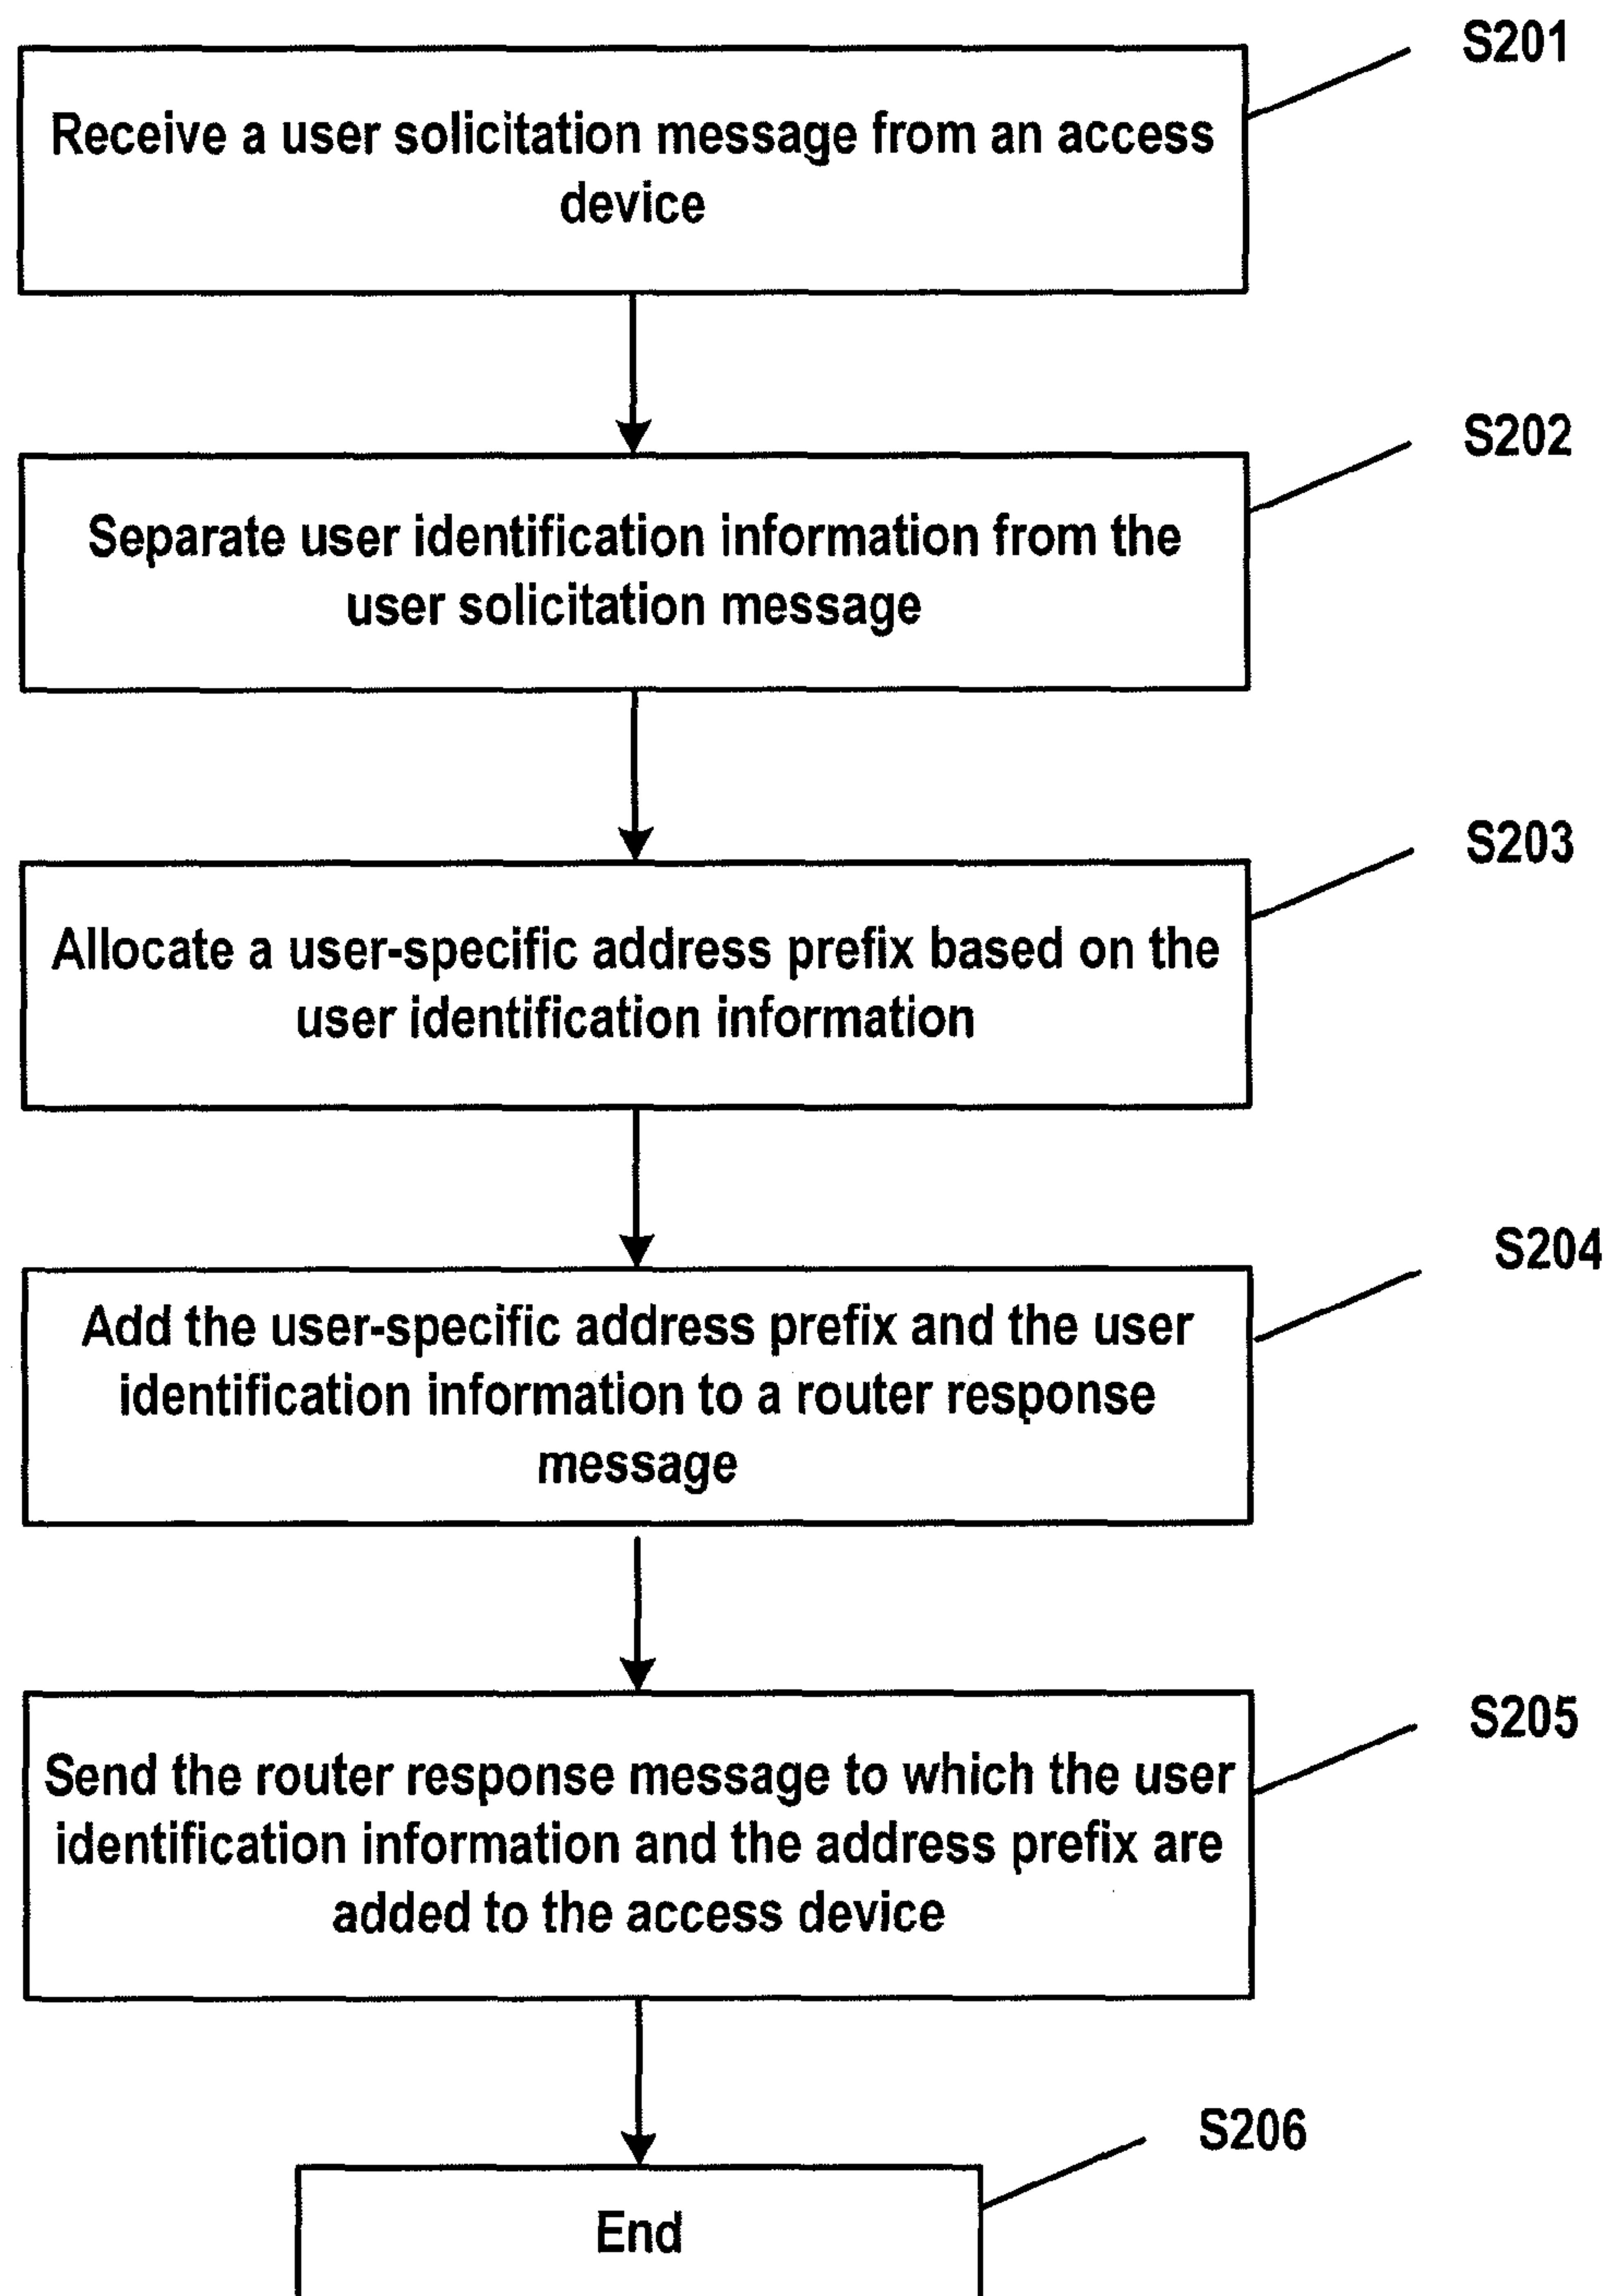 S201
Receive a user solicitation message from an access
device
S202
Separate user identification information from the
user solicitation message
S203
Allocate a user-specific address prefix based on the
user identification information
S204
Add the user-specific address prefix and the user
identification information to a router response
message
S205
Send the router response message to which the user
identification information and the address prefix are
added to the access device
S206
End